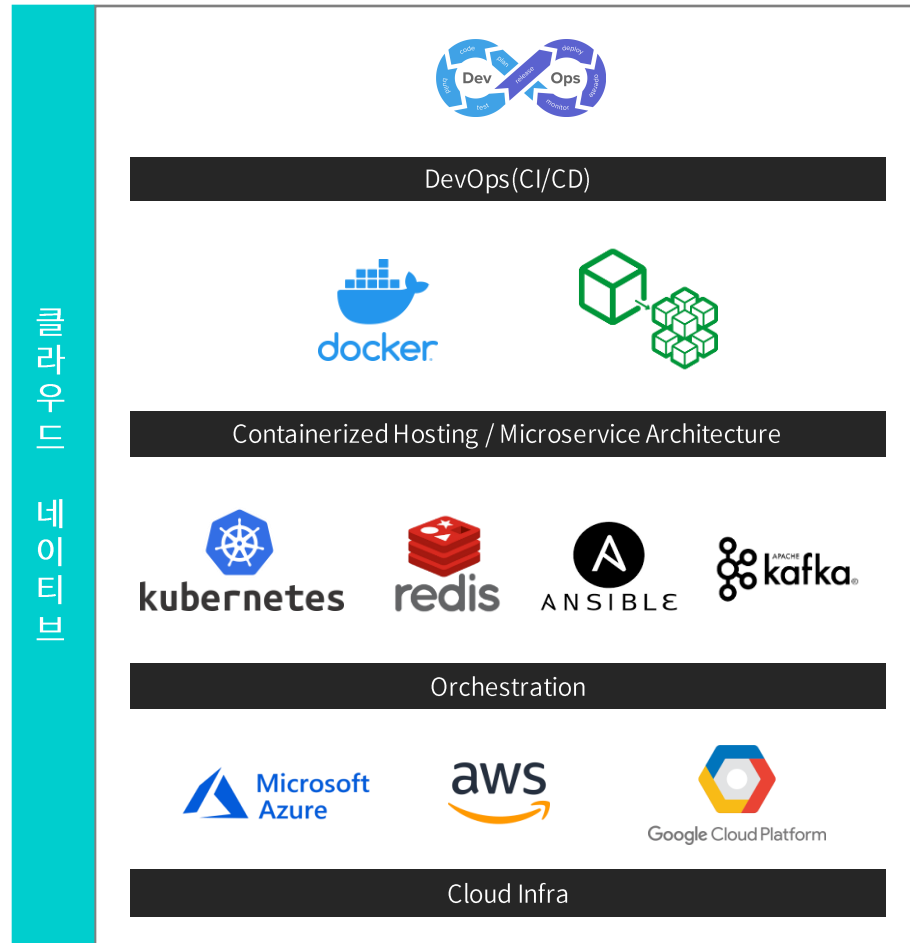 클라우드 네이티브
code
plan
build
test
Dev
release
Ops
deploy
operate
monitor
DevOps(CI/CD)
docker
Containerized Hosting / Microservice Architecture
kubernetes
redis
ANSIBLE
APACHE
kafka®
Orchestration
Microsoft
Azure
aws
Google Cloud Platform
Cloud Infra